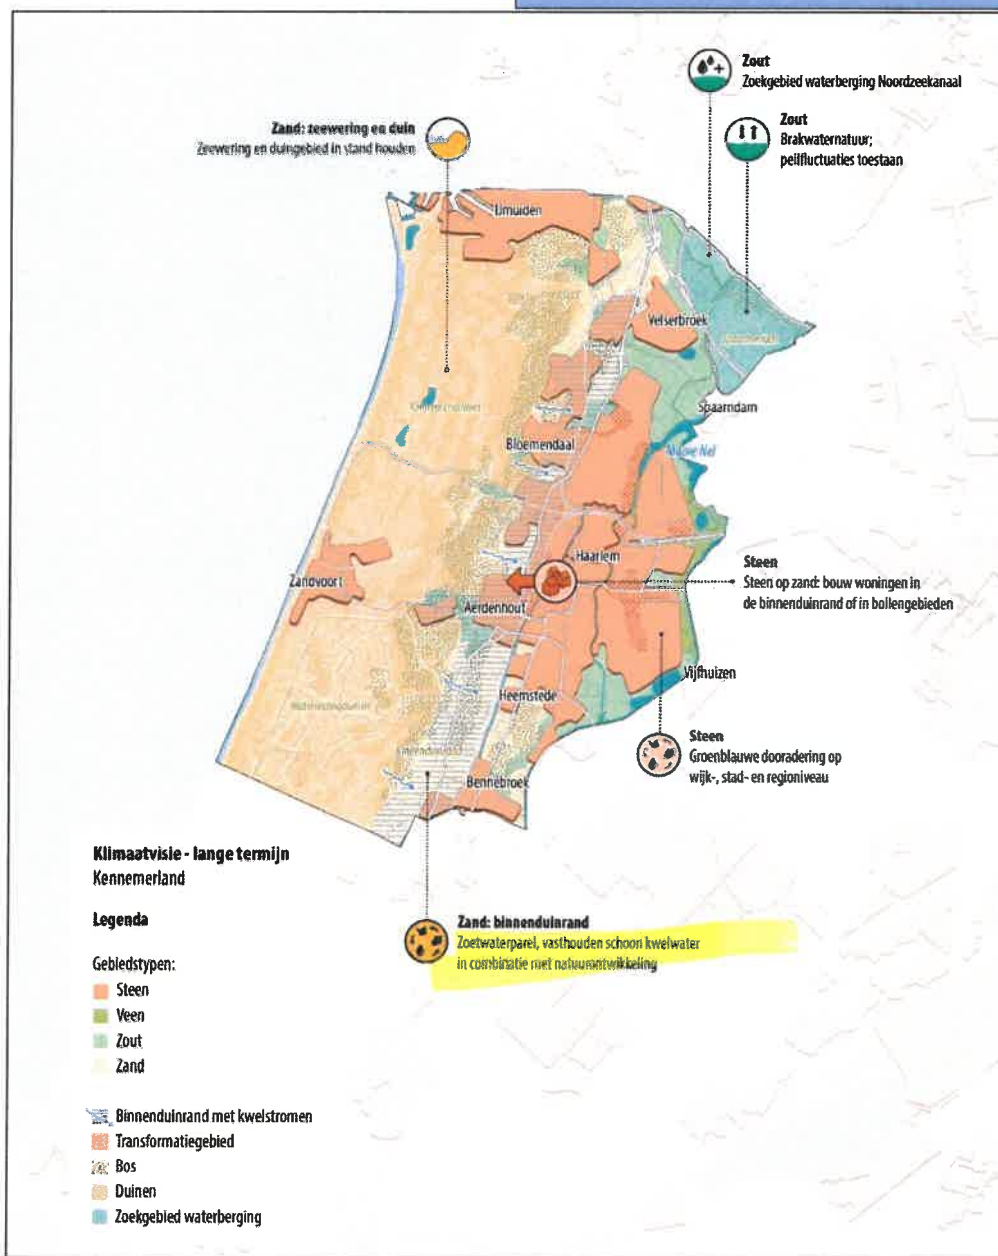 Zout
Zoekgebied waterberging Noordzeekanaal
Zout
Brakwaternatuur;
peilfluctuaties toestaan
Zand: zeewering en duin
Zeewering en duingebied in stand houden
IJmuiden
Velserbroek
Spaarndam
Nieuwe Nel
Bloemendaal
Haarlem
Zandvoort
Aerdenhout
Steen
Steen op zand: bouw woningen in
de binnenduinrand of in bollengebieden
Vijfhuizen
Heemstede
Steen
Groenblauwe dooradering op
wijk-, stad- en regioniveau
Bennebroek
Klimaatvisie - lange termijn
Kennemerland
Legenda
Gebiedstypen:
Steen
Veen
Zout
Zand
Binnenduinrand met kwelstromen
Transformatiegebied
Bos
Duinen
Zoekgebied waterberging
Zand: binnenduinrand
Zoetwaterparel, vasthouden schoon kwelwater
in combinatie met natuurontwikkeling